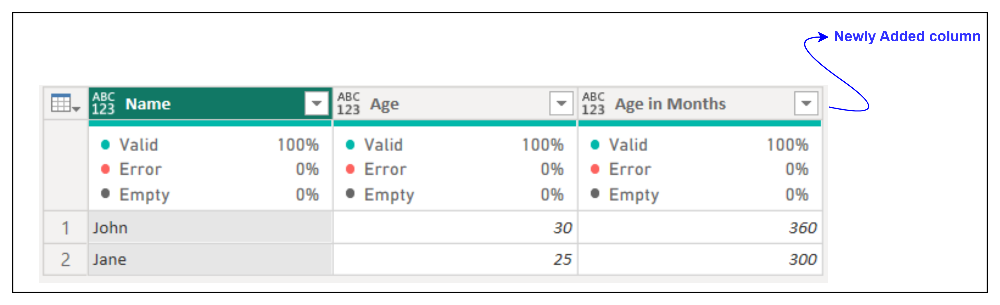 Newly Added column
ABC 123 Name ABC 123 Age ABC 123 Age in Months
Valid 100% Valid 100% Valid 100%
Error 0% Error 0% Error 0%
Empty 0% Empty 0% Empty 0%
1 John 30 360
2 Jane 25 300